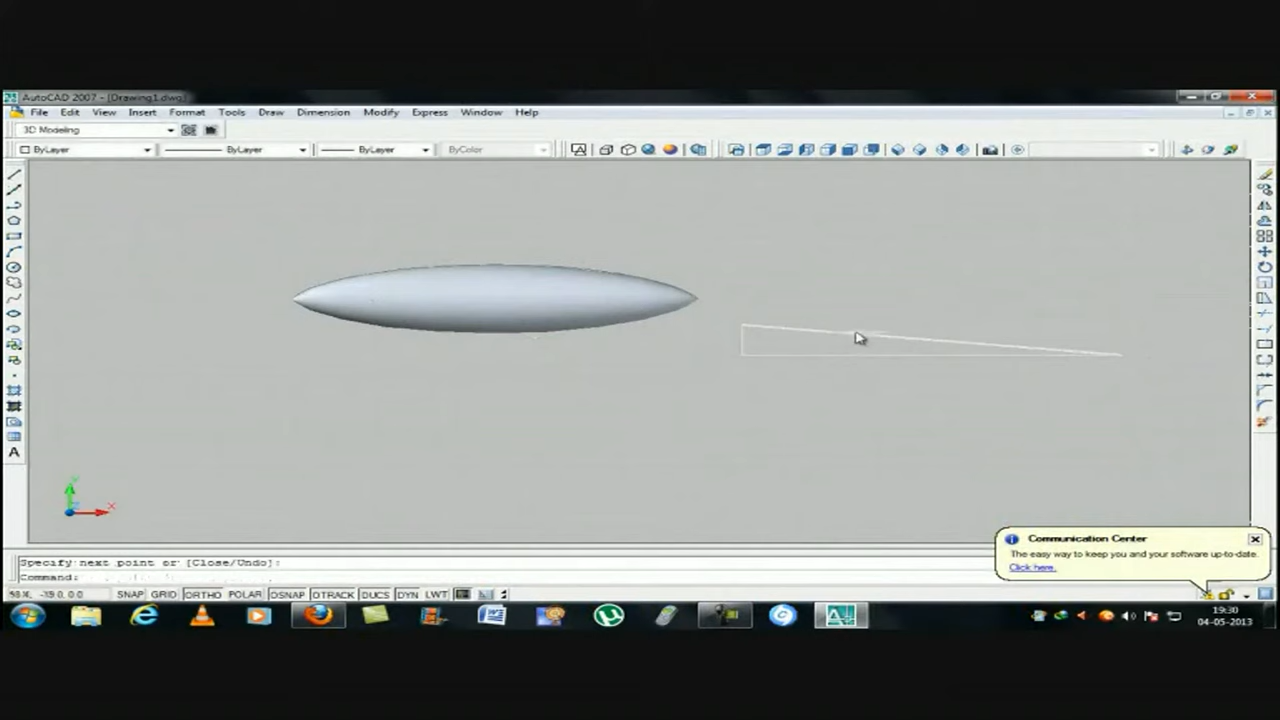 AutoCAD 2007 - [Drawing1.dwg]
File Edit View Insert Format Tools Draw Dimension Modify Express Window Help
3D Modeling
ByLayer ByLayer ByLayer ByColor
A
Y
X
Communication Center
The easy way to keep you and your software up-to-date.
Click here.
Specify next point or [Close/Undo]:
Command:
SNAP GRID ORTHO POLAR OSNAP OTRACK DUCS DYN LWT
19:30
04-05-2013